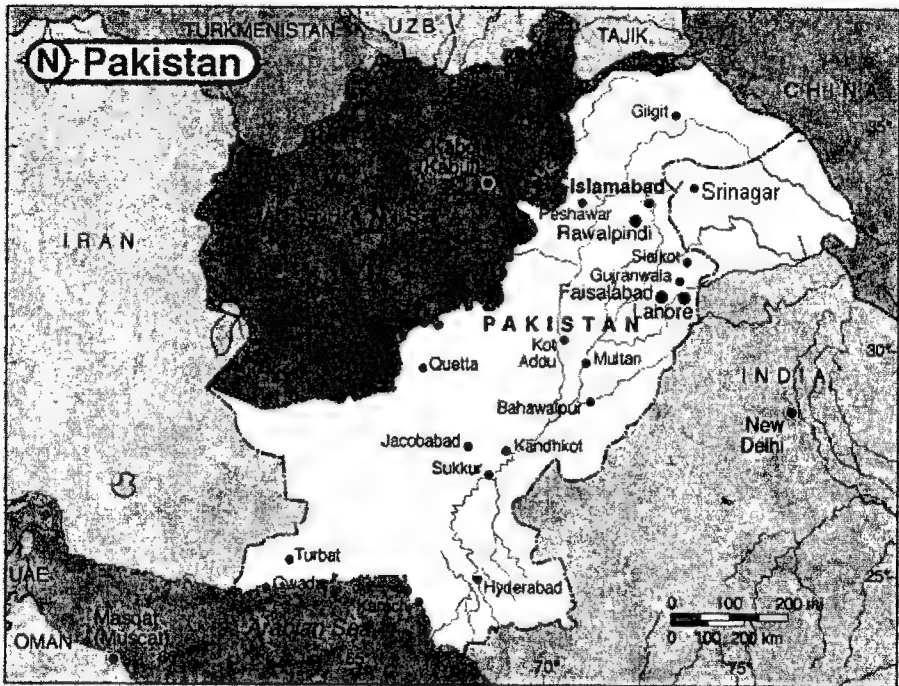 TURKMENISTAN
UZB
TAJIK
N Pakistan
CHINA
Gilgit
(Kabul)
Islamabad
Srinagar
Peshawar
Rawalpindi
IRAN
Sialkot
Gujranwala
Faisalabad
Lahore
PAKISTAN
Kot
Addu
Multan
30°
Quetta
INDIA
Bahawalpur
New
Delhi
Jacobabad
Kandhkot
Sukkur
Turbat
UAE
Hyderabad
25°
Masqat
(Muscat)
OMAN
Arabian Sea
0 100 200 mi
0 100 200 km
70°
75°